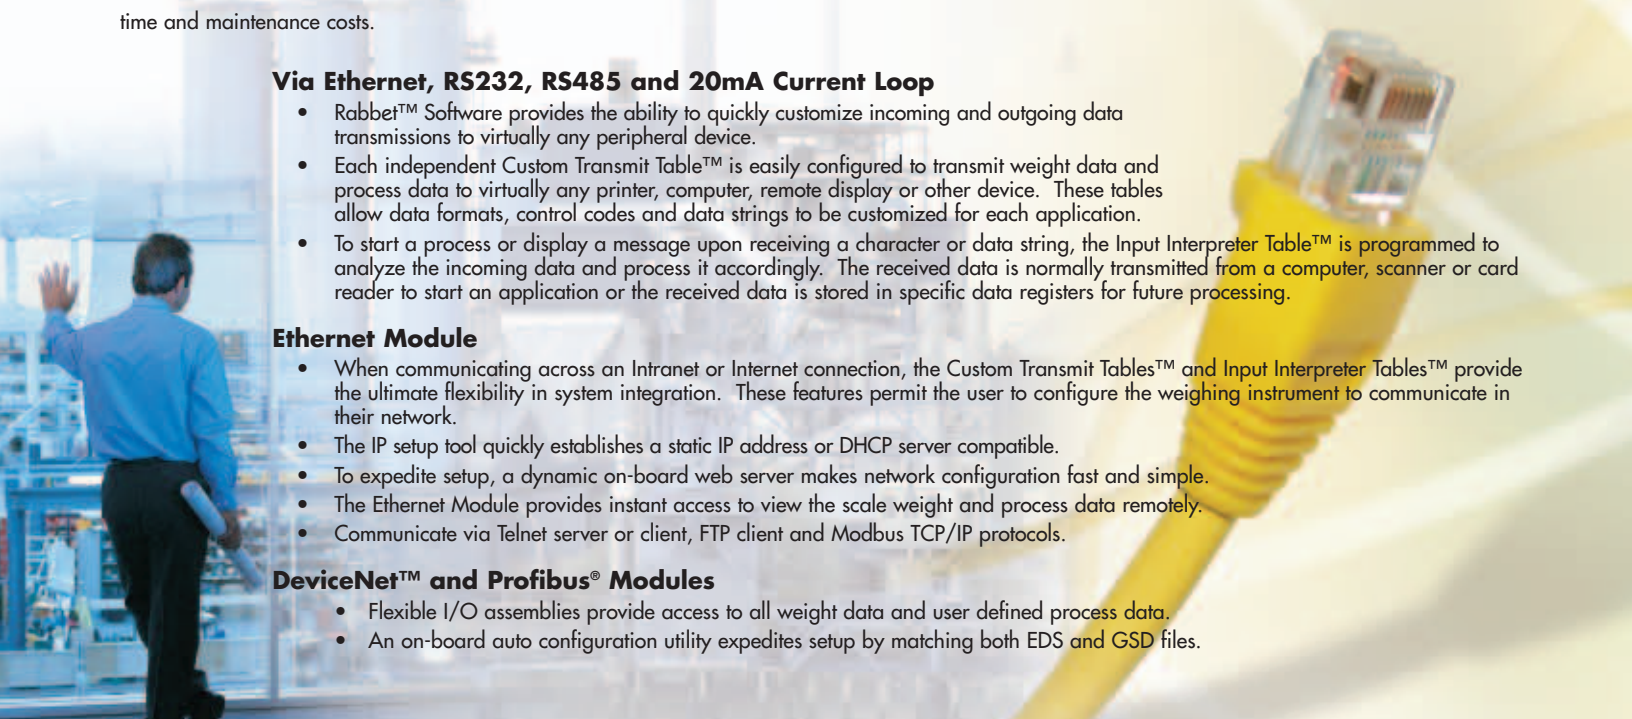 time and maintenance costs.
Via Ethernet, RS232, RS485 and 20mA Current Loop
• Rabbet™ Software provides the ability to quickly customize incoming and outgoing data
transmissions to virtually any peripheral device.
• Each independent Custom Transmit Table™ is easily configured to transmit weight data and
process data to virtually any printer, computer, remote display or other device. These tables
allow data formats, control codes and data strings to be customized for each application.
• To start a process or display a message upon receiving a character or data string, the Input Interpreter Table™ is programmed to
analyze the incoming data and process it accordingly. The received data is normally transmitted from a computer, scanner or card
reader to start an application or the received data is stored in specific data registers for future processing.
Ethernet Module
• When communicating across an Intranet or Internet connection, the Custom Transmit Tables™ and Input Interpreter Tables™ provide
the ultimate flexibility in system integration. These features permit the user to configure the weighing instrument to communicate in
their network.
• The IP setup tool quickly establishes a static IP address or DHCP server compatible.
• To expedite setup, a dynamic on-board web server makes network configuration fast and simple.
• The Ethernet Module provides instant access to view the scale weight and process data remotely.
• Communicate via Telnet server or client, FTP client and Modbus TCP/IP protocols.
DeviceNet™ and Profibus® Modules
• Flexible I/O assemblies provide access to all weight data and user defined process data.
• An on-board auto configuration utility expedites setup by matching both EDS and GSD files.